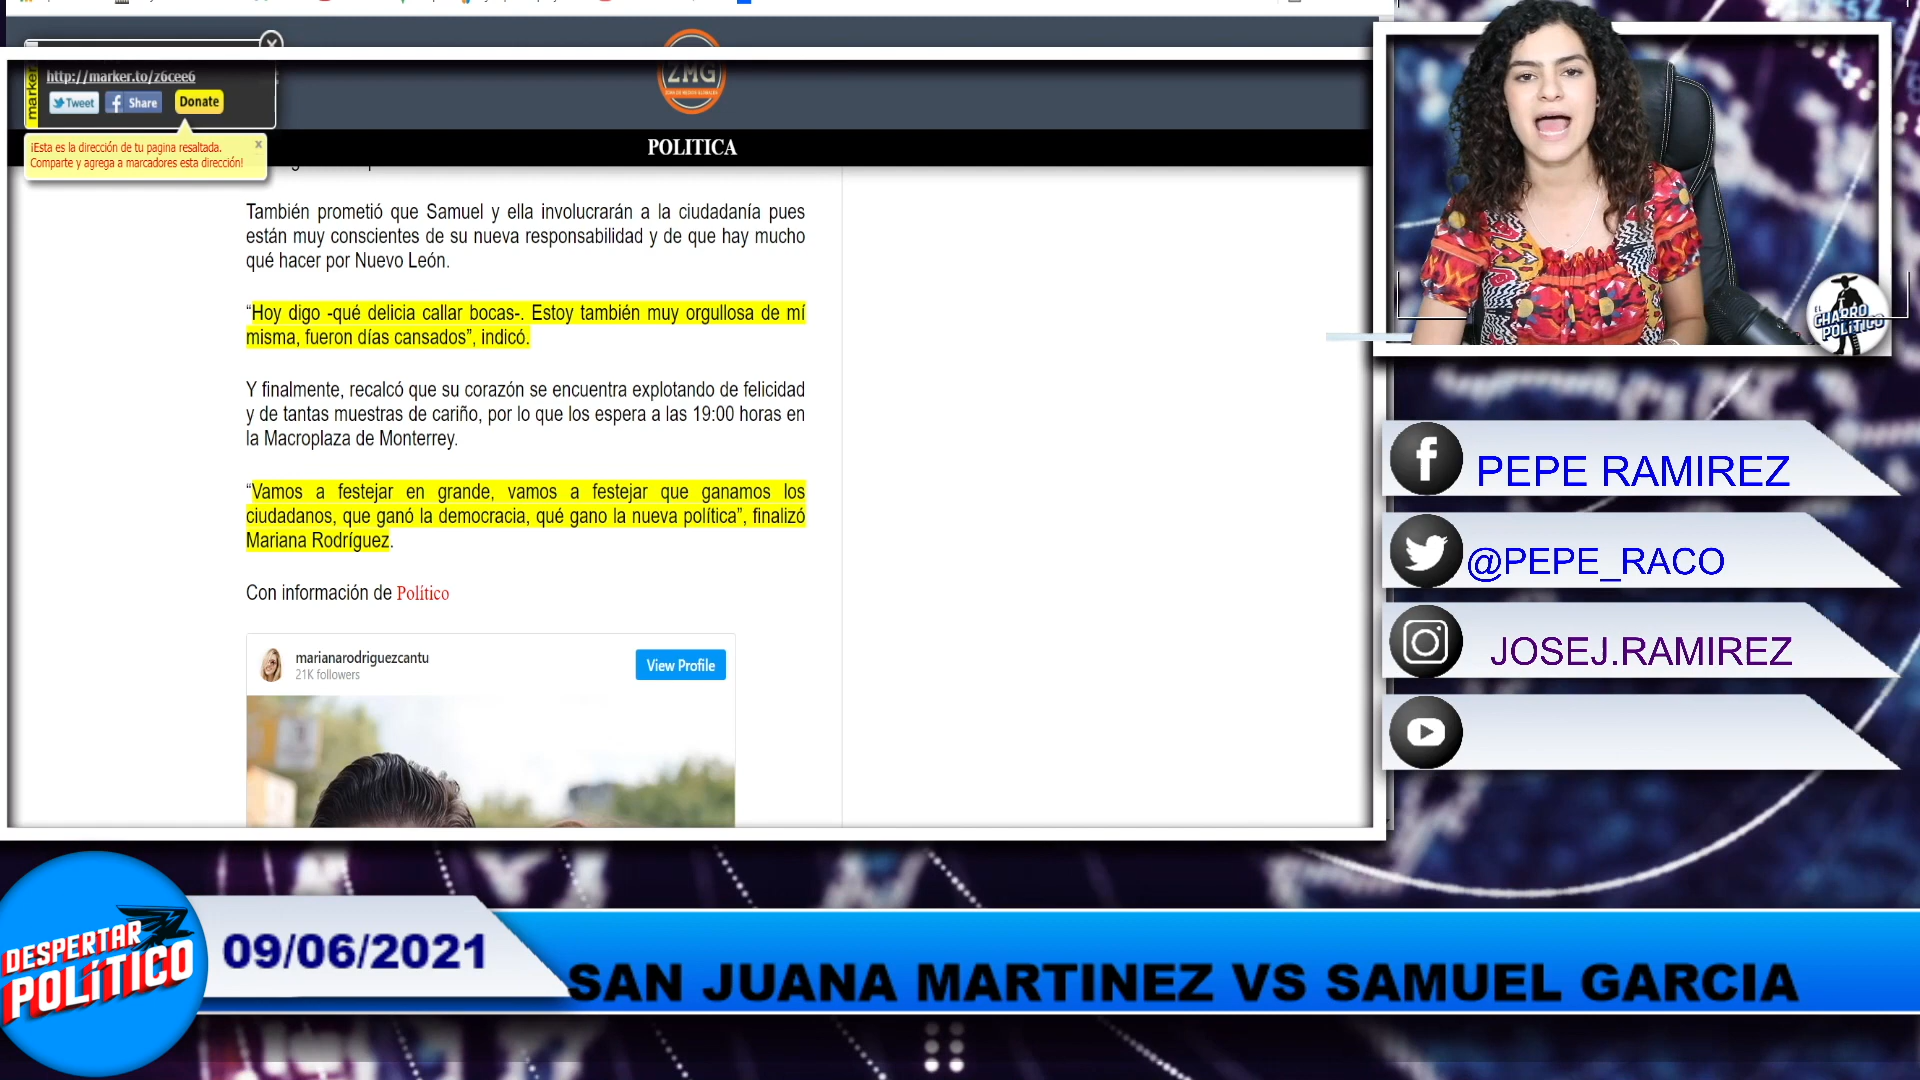 http://marker.to/z6cee6
marker
Tweet
Share
Donate
¡Esta es la dirección de tu pagina resaltada.
Comparte y agrega a marcadores esta dirección!
ZMG
POLITICA
También prometió que Samuel y ella involucrarán a la ciudadanía pues
están muy conscientes de su nueva responsabilidad y de que hay mucho
qué hacer por Nuevo León.
“Hoy digo -qué delicia callar bocas-. Estoy también muy orgullosa de mí
misma, fueron días cansados”, indicó.
Y finalmente, recalcó que su corazón se encuentra explotando de felicidad
y de tantas muestras de cariño, por lo que los espera a las 19:00 horas en
la Macroplaza de Monterrey.
“Vamos a festejar en grande, vamos a festejar que ganamos los
ciudadanos, que ganó la democracia, qué gano la nueva política”, finalizó
Mariana Rodríguez.
Con información de Político
marianarodriguezcantu
21K followers
View Profile
EL
CHARRO
POLíTICO
PEPE RAMIREZ
@PEPE_RACO
JOSEJ.RAMIREZ
DESPERTAR
POLíTICO
09/06/2021
SAN JUANA MARTINEZ VS SAMUEL GARCIA